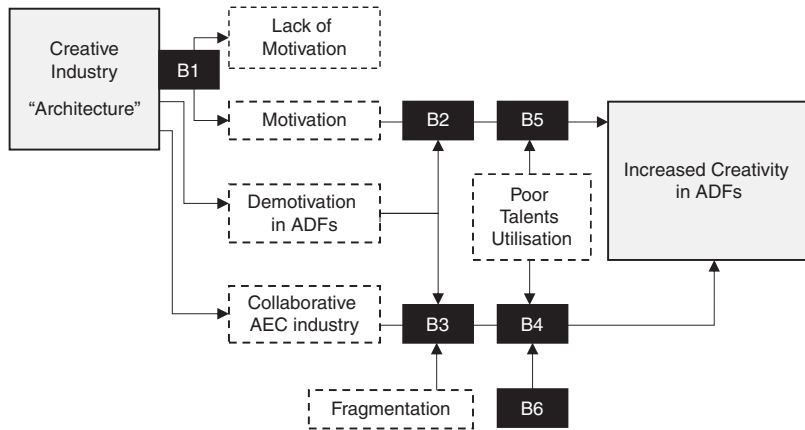 Creative
Industry
“Architecture”
B1
Lack of
Motivation
Motivation
B2
B5
Increased Creativity
in ADFs
Demotivation
in ADFs
Poor
Talents
Utilisation
Collaborative
AEC industry
B3
B4
Fragmentation
B6